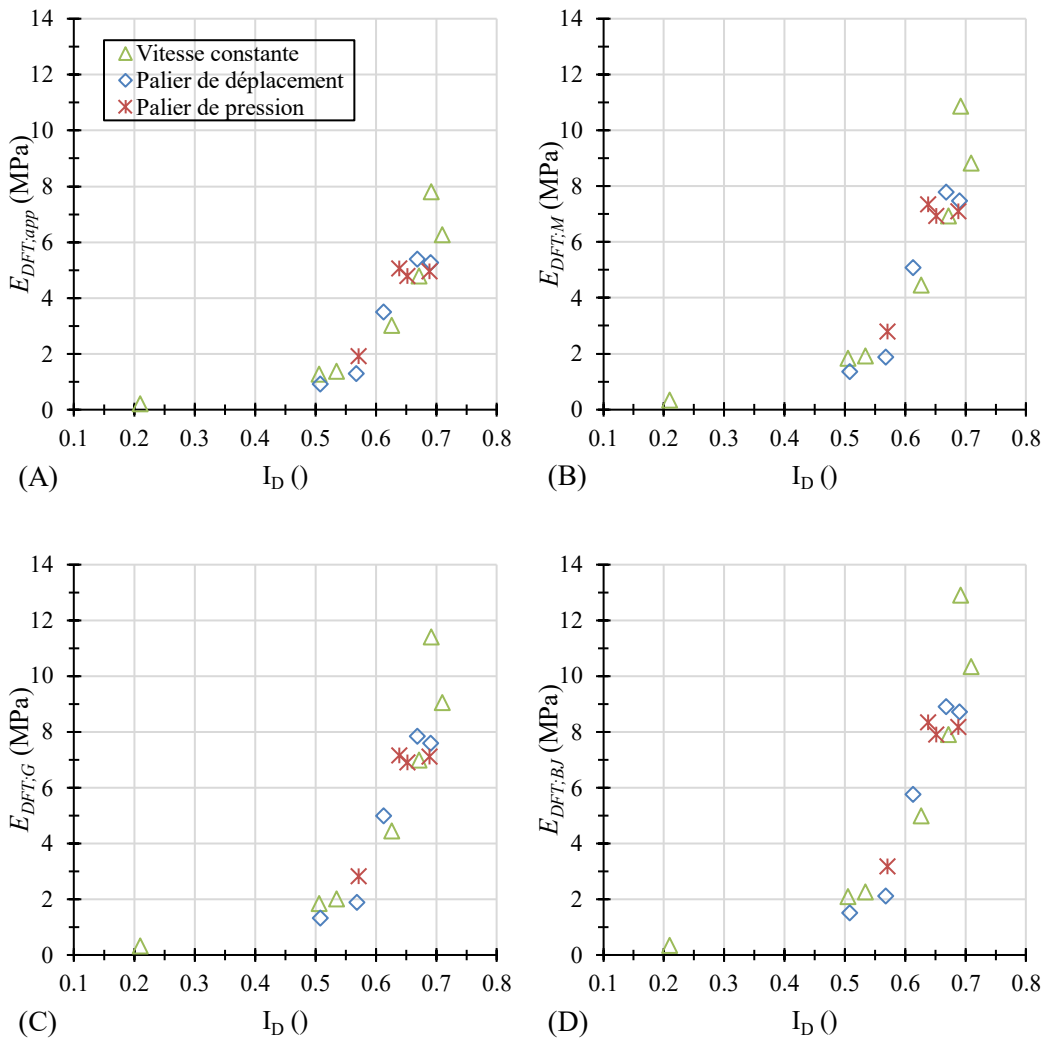 14
12
10
8
6
4
2
0
E_DFT;app (MPa)
Vitesse constante
Palier de déplacement
Palier de pression
0.1 0.2 0.3 0.4 0.5 0.6 0.7 0.8
(A)
I_D ()
14
12
10
8
6
4
2
0
E_DFT;M (MPa)
0.1 0.2 0.3 0.4 0.5 0.6 0.7 0.8
(B)
I_D ()
14
12
10
8
6
4
2
0
E_DFT;G (MPa)
0.1 0.2 0.3 0.4 0.5 0.6 0.7 0.8
(C)
I_D ()
14
12
10
8
6
4
2
0
E_DFT;BJ (MPa)
0.1 0.2 0.3 0.4 0.5 0.6 0.7 0.8
(D)
I_D ()